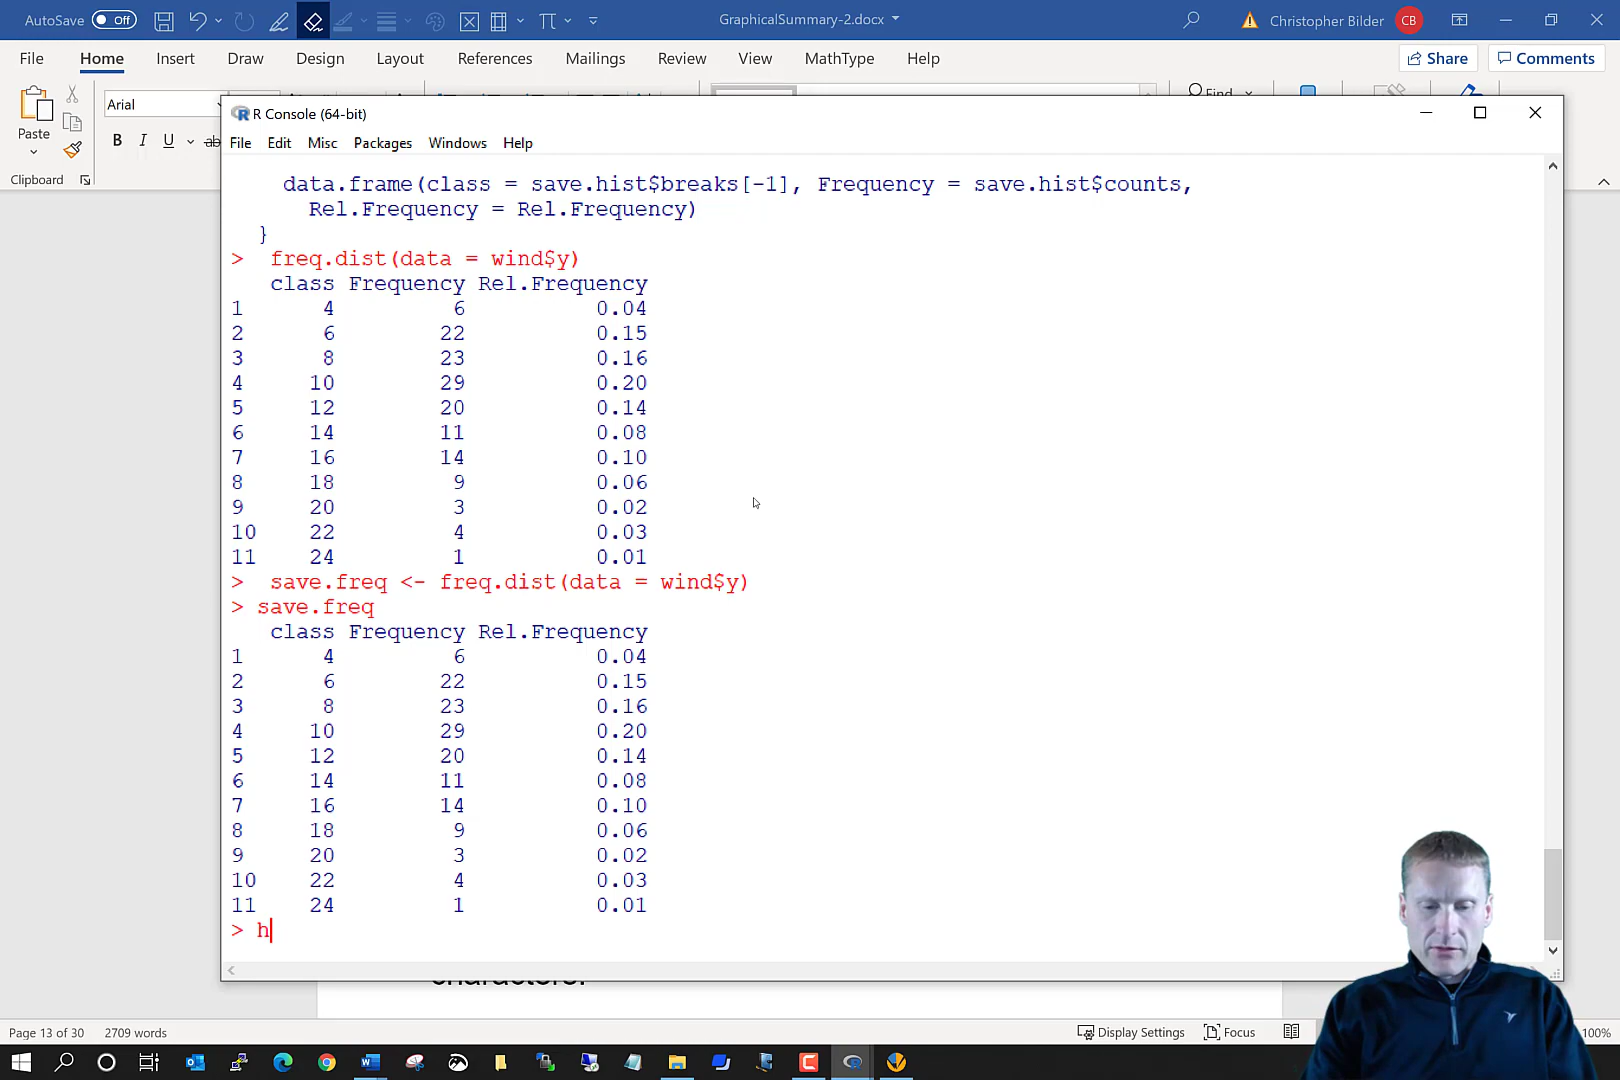 AutoSave Off GraphicalSummary-2.docx Christopher Bilder CB
File Home Insert Draw Design Layout References Mailings Review View MathType Help Share Comments
Paste
Arial
Find
B I U ab
Clipboard
R Console (64-bit)
File Edit Misc Packages Windows Help
data.frame(class = save.hist$breaks[-1], Frequency = save.hist$counts,
Rel.Frequency = Rel.Frequency)
}
> freq.dist(data = wind$y)
class Frequency Rel.Frequency
1 4 6 0.04
2 6 22 0.15
3 8 23 0.16
4 10 29 0.20
5 12 20 0.14
6 14 11 0.08
7 16 14 0.10
8 18 9 0.06
9 20 3 0.02
10 22 4 0.03
11 24 1 0.01
> save.freq <- freq.dist(data = wind$y)
> save.freq
class Frequency Rel.Frequency
1 4 6 0.04
2 6 22 0.15
3 8 23 0.16
4 10 29 0.20
5 12 20 0.14
6 14 11 0.08
7 16 14 0.10
8 18 9 0.06
9 20 3 0.02
10 22 4 0.03
11 24 1 0.01
> h
characters.
Page 13 of 30 2709 words Display Settings Focus 100%